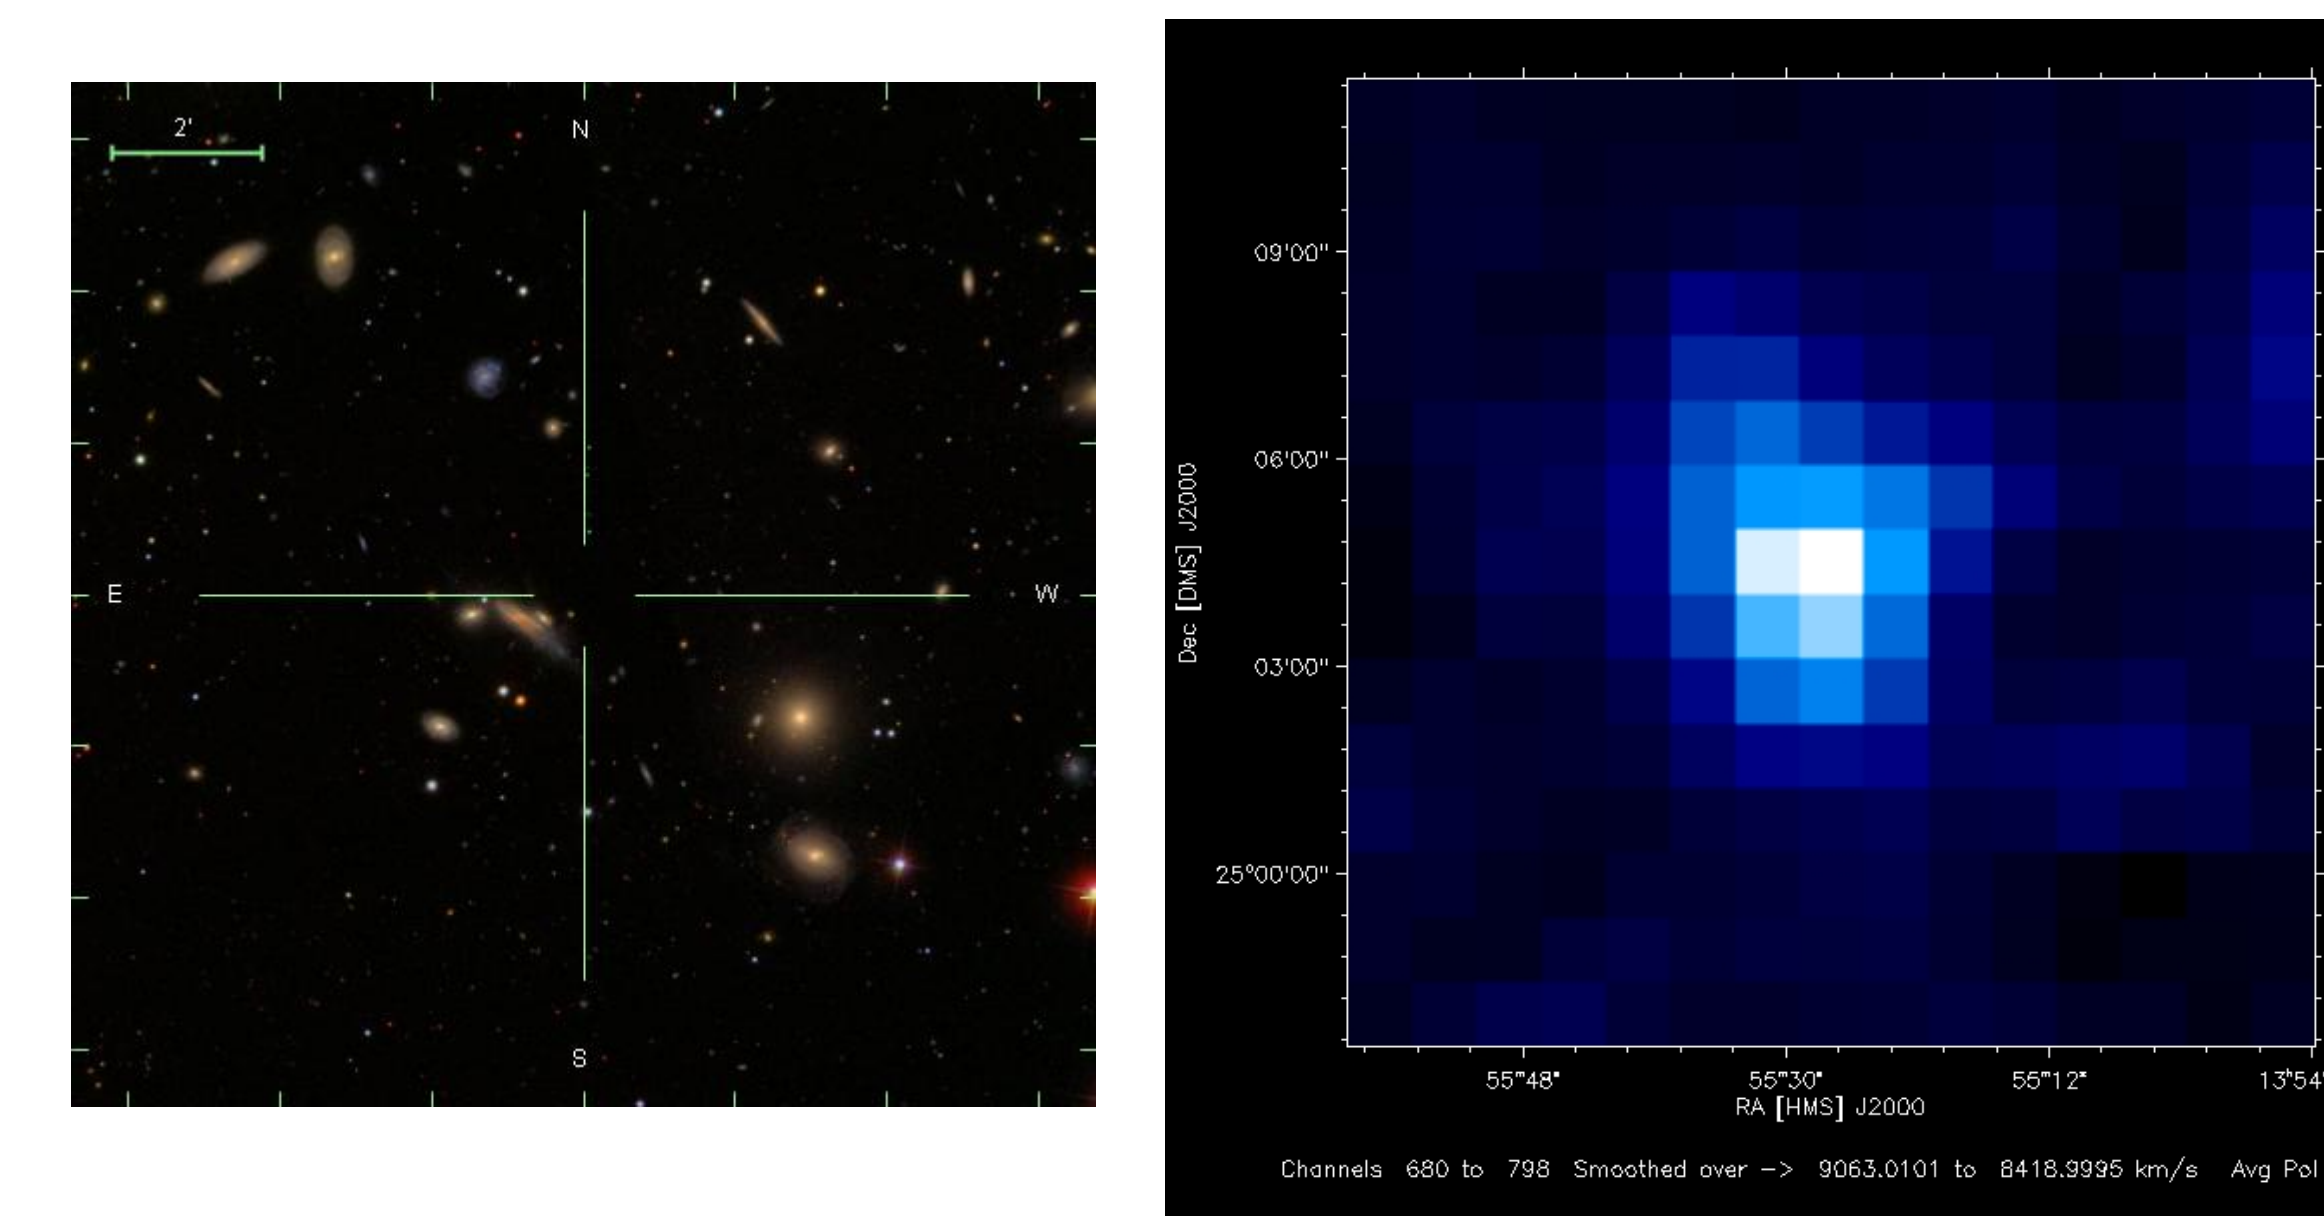 2'
N
E
W
S
09'00"
06'00"
03'00"
25°00'00"
Dec [DMS] J2000
55ᵐ48ˢ
55ᵐ30ˢ
55ᵐ12ˢ
13ʰ54
RA [HMS] J2000
Channels 680 to 798 Smoothed over -> 9063.0101 to 8418.9995 km/s Avg Pol